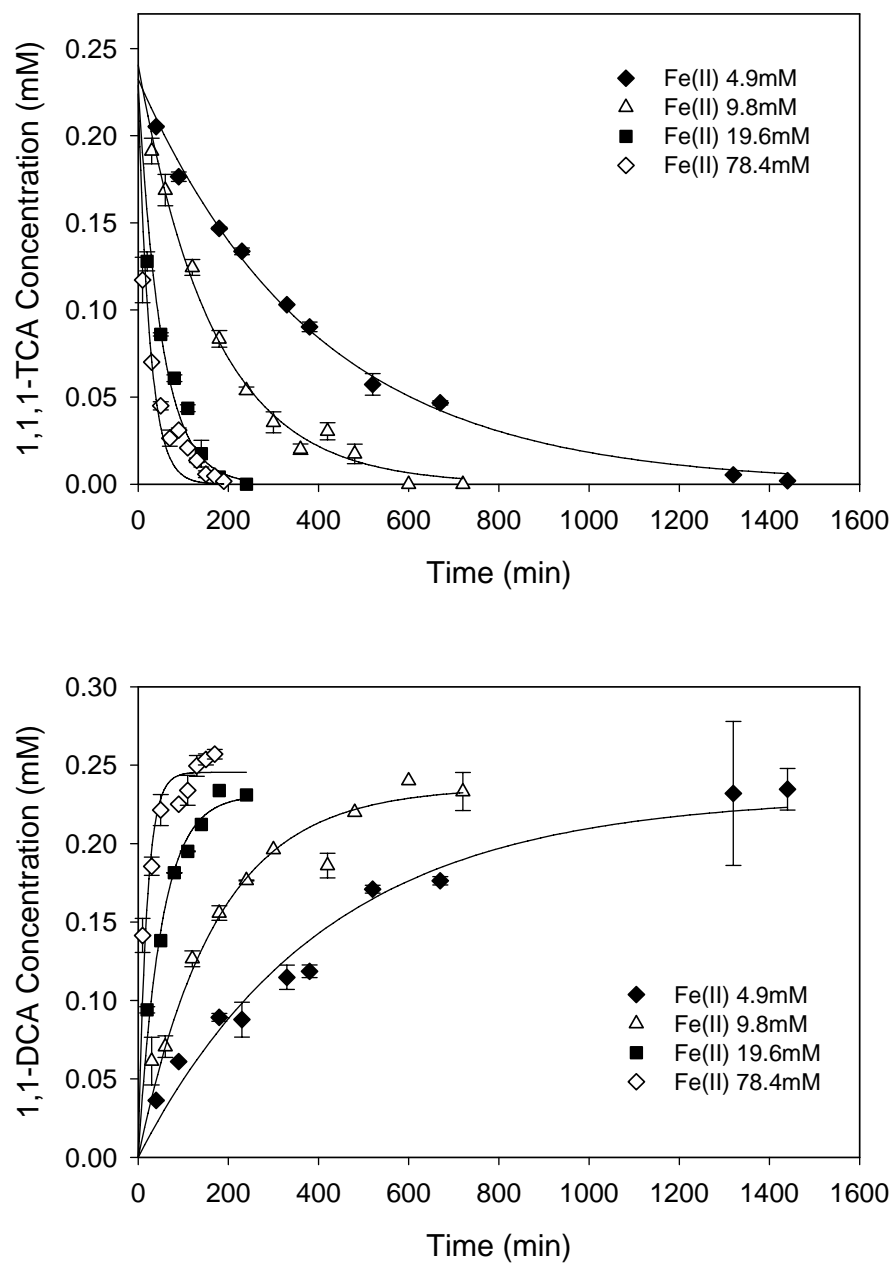 1,1,1-TCA Concentration (mM)
0.25
0.20
0.15
0.10
0.05
0.00
Fe(II) 4.9mM
Fe(II) 9.8mM
Fe(II) 19.6mM
Fe(II) 78.4mM
0 200 400 600 800 1000 1200 1400 1600
Time (min)
1,1-DCA Concentration (mM)
0.30
0.25
0.20
0.15
0.10
0.05
0.00
Fe(II) 4.9mM
Fe(II) 9.8mM
Fe(II) 19.6mM
Fe(II) 78.4mM
0 200 400 600 800 1000 1200 1400 1600
Time (min)